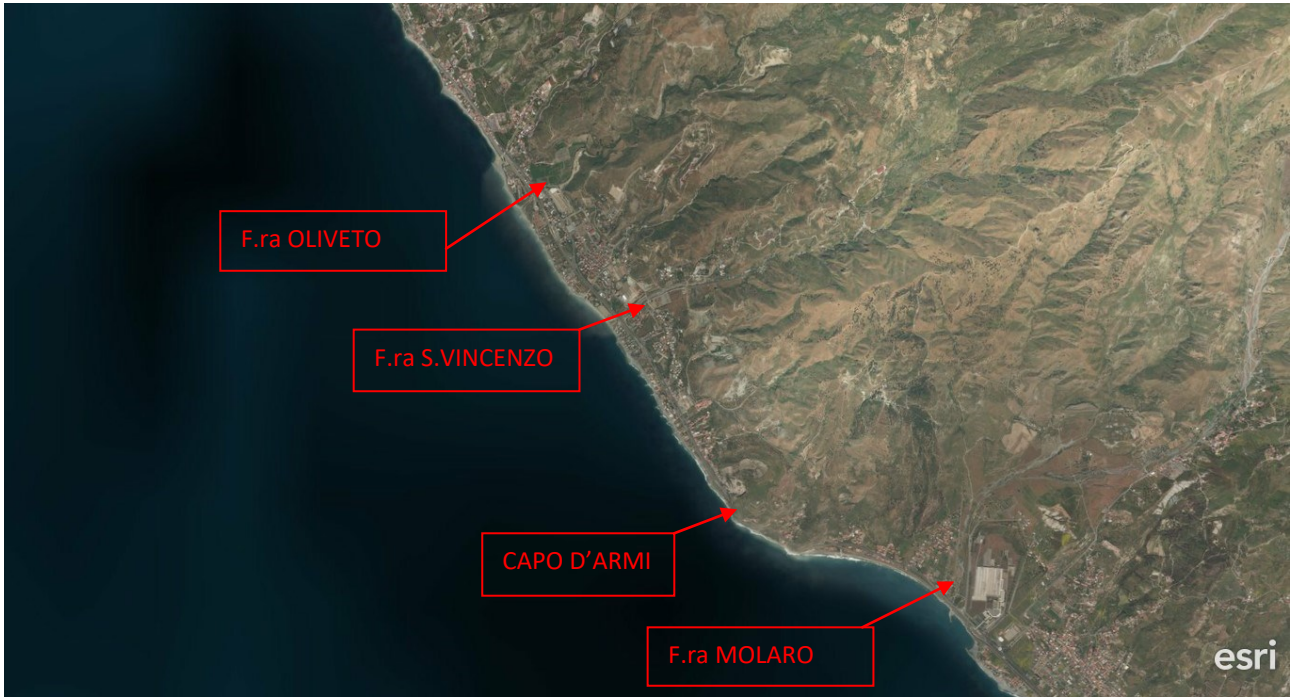 F.ra OLIVETO
F.ra S.VINCENZO
CAPO D’ARMI
F.ra MOLARO
esri